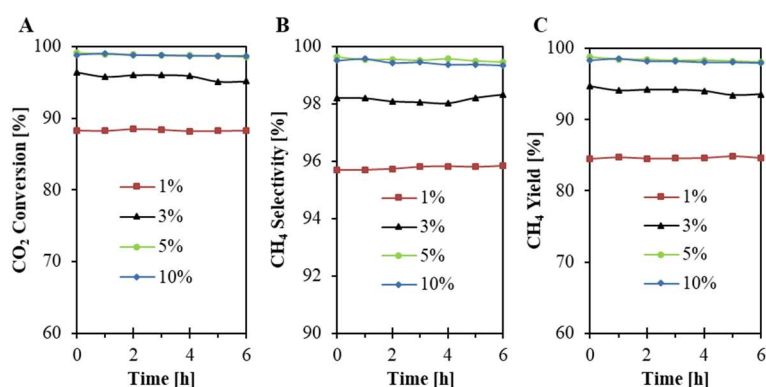 A
CO2 Conversion [%]
100
90
80
70
60
1%
3%
5%
10%
0 2 4 6
Time [h]
B
CH4 Selectivity [%]
100
98
96
94
92
90
1%
3%
5%
10%
0 2 4 6
Time [h]
C
CH4 Yield [%]
100
90
80
70
60
1%
3%
5%
10%
0 2 4 6
Time [h]